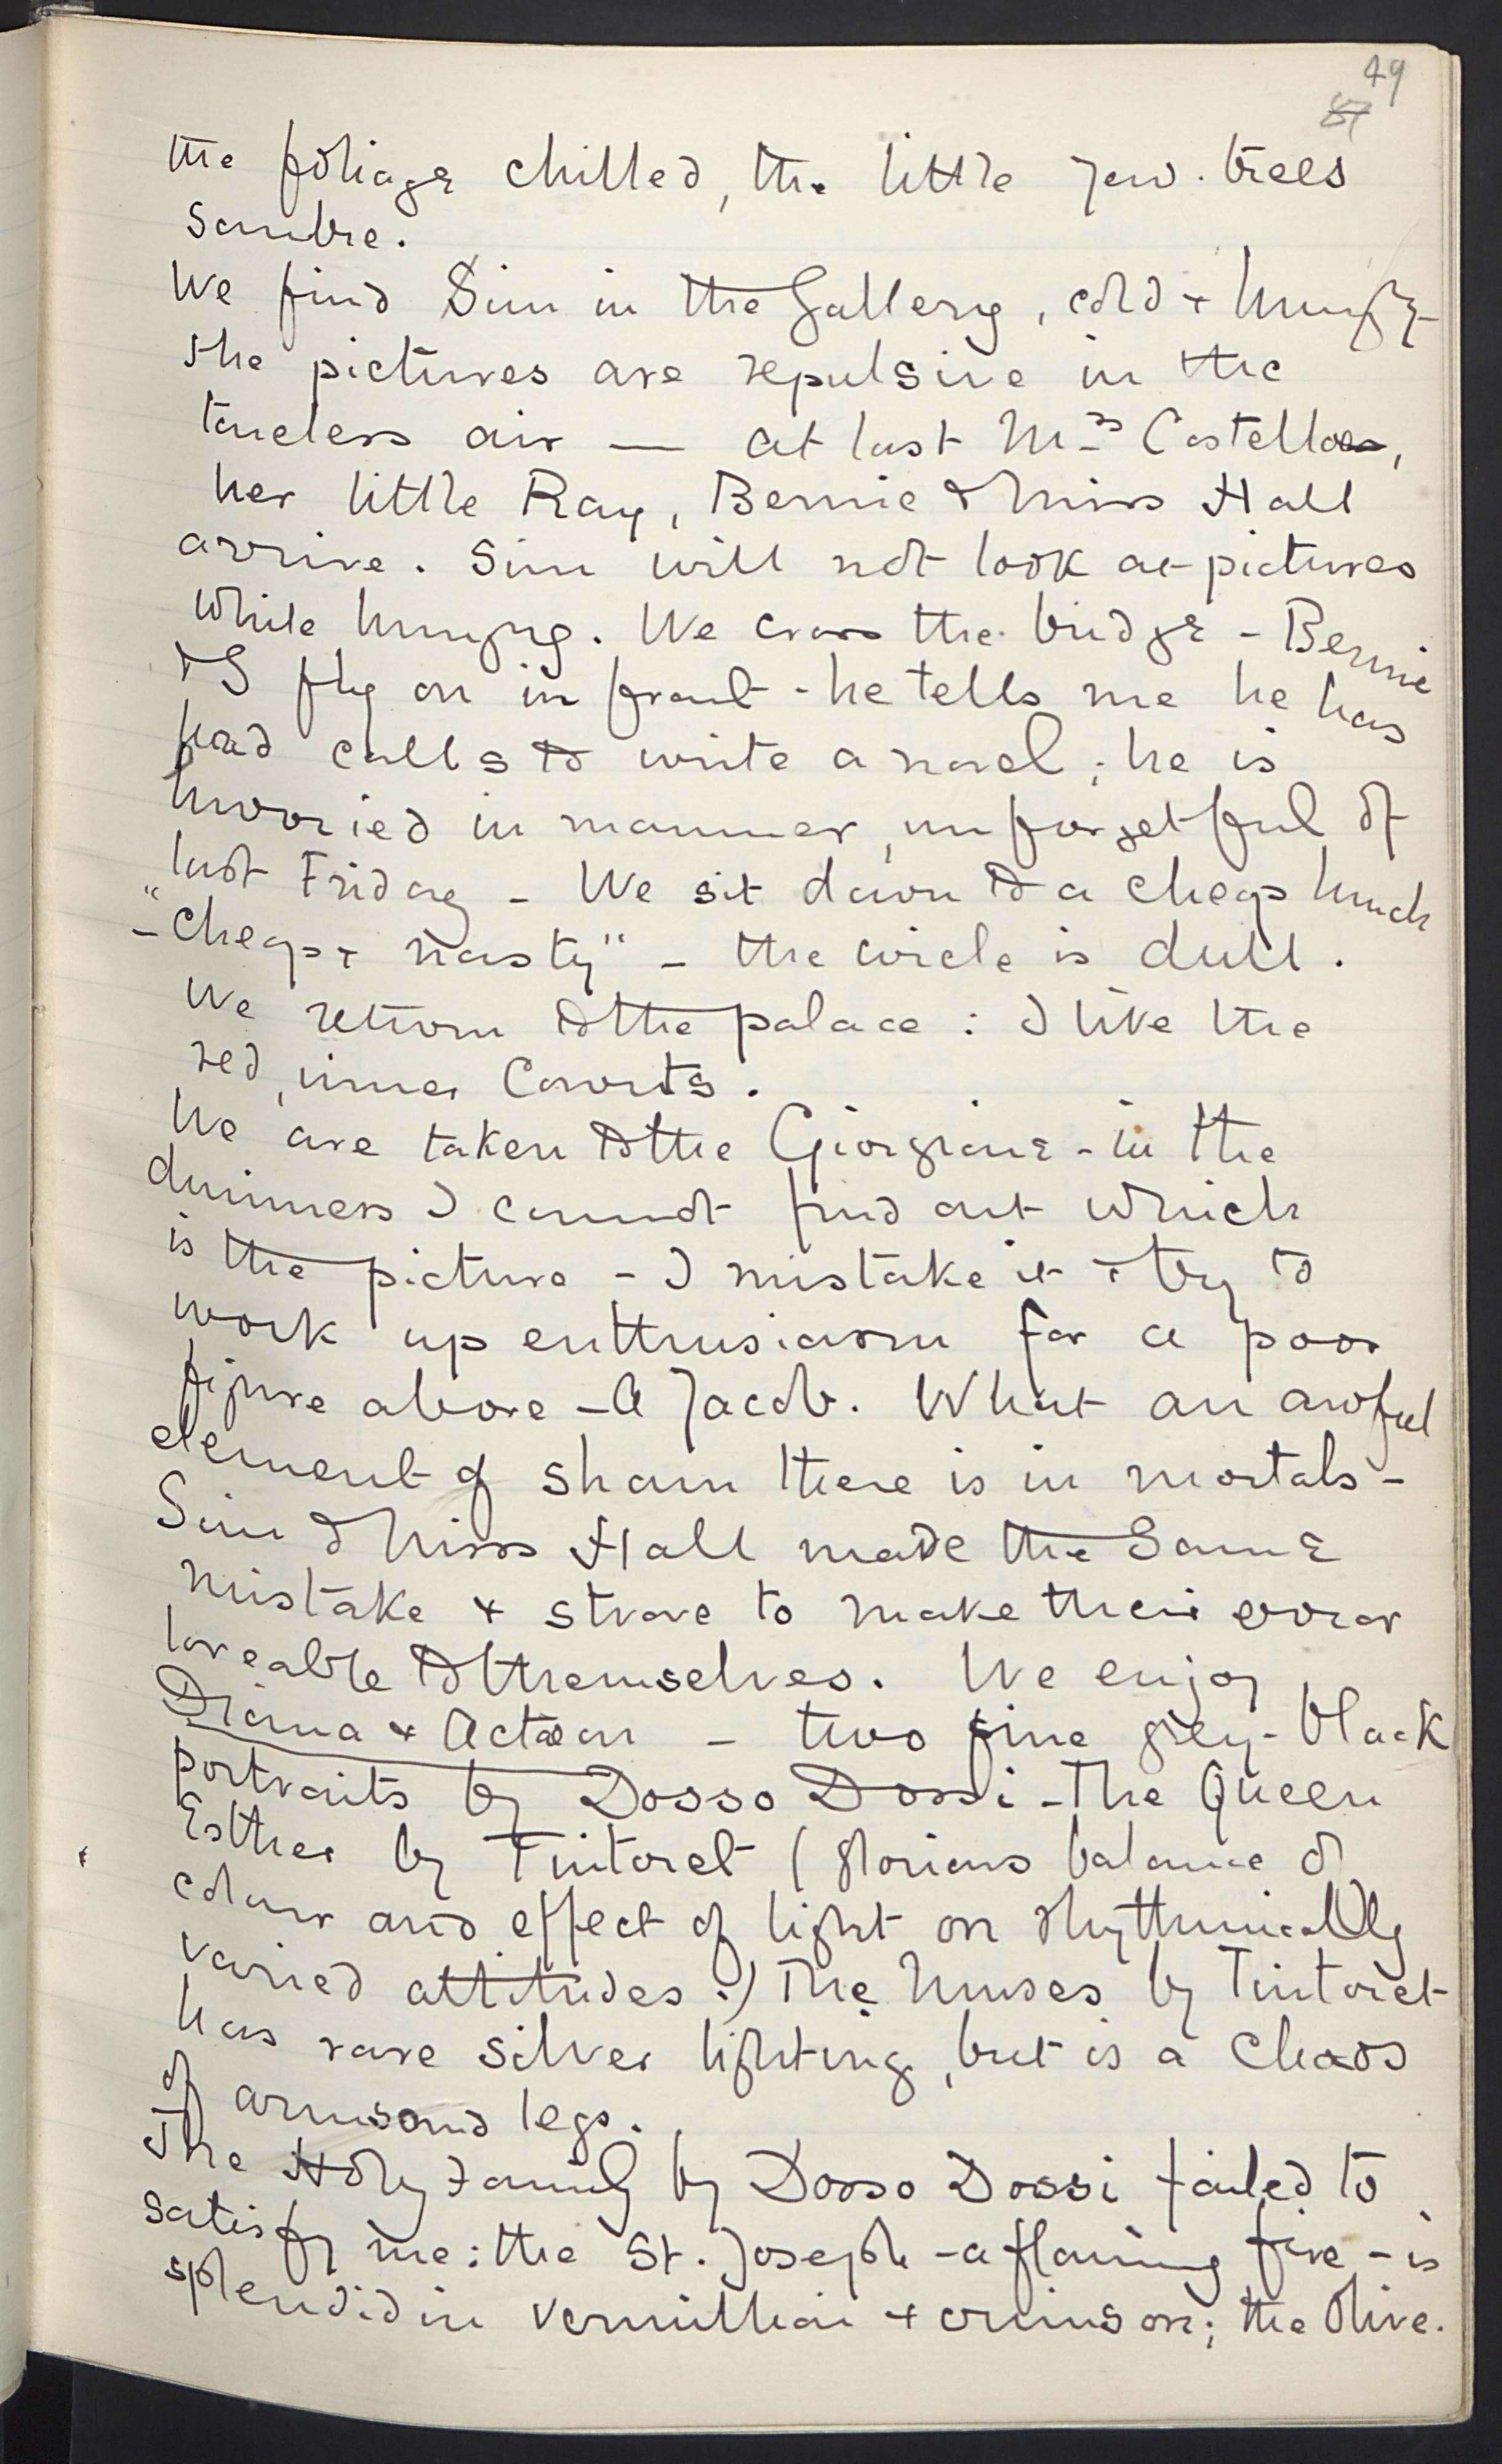 49
87
the foliage chilled, the little yew-trees
sombre.
We find Sim in the Gallery, cold & hungry-
the pictures are repulsive in the
toneless air — at last Mrs Costelloe,
her little Ray, Bernie & Miss Hall
arrive. Sim will not look at pictures
while hungry. We cross the bridge - Bernie
& I fly on in front - he tells me he has
had calls to write a novel; he is
hurried in manner, unforgetful of
last Friday - We sit down to a cheap lunch
- "cheap & nasty" - the circle is dull.
We return to the palace: I like the
red, inner Courts.
We are taken to the Giorgione - in the
dimness I cannot find out which
is the picture - I mistake it & try to
work up enthusiasm for a poor
figure above - A Jacob. What an awful
element of sham there is in mortals -
Sim & Miss Hall made the same
mistake & strove to make their error
loveable to themselves. We enjoy
Diana & Actæon - two fine grey-black
portraits by Dosso Dossi - The Queen
Esther by Tintoret (glorious balance of
colour and effect of light on rhythmically
varied attitudes.) The Muses by Tintoret
has rare silver lighting, but is a chaos
of arms and legs.
The Holy Family by Dosso Dossi failed to
satisfy me: the St. Joseph - a flaming fire - is
splendid in vermillion & crimson; the Olive.